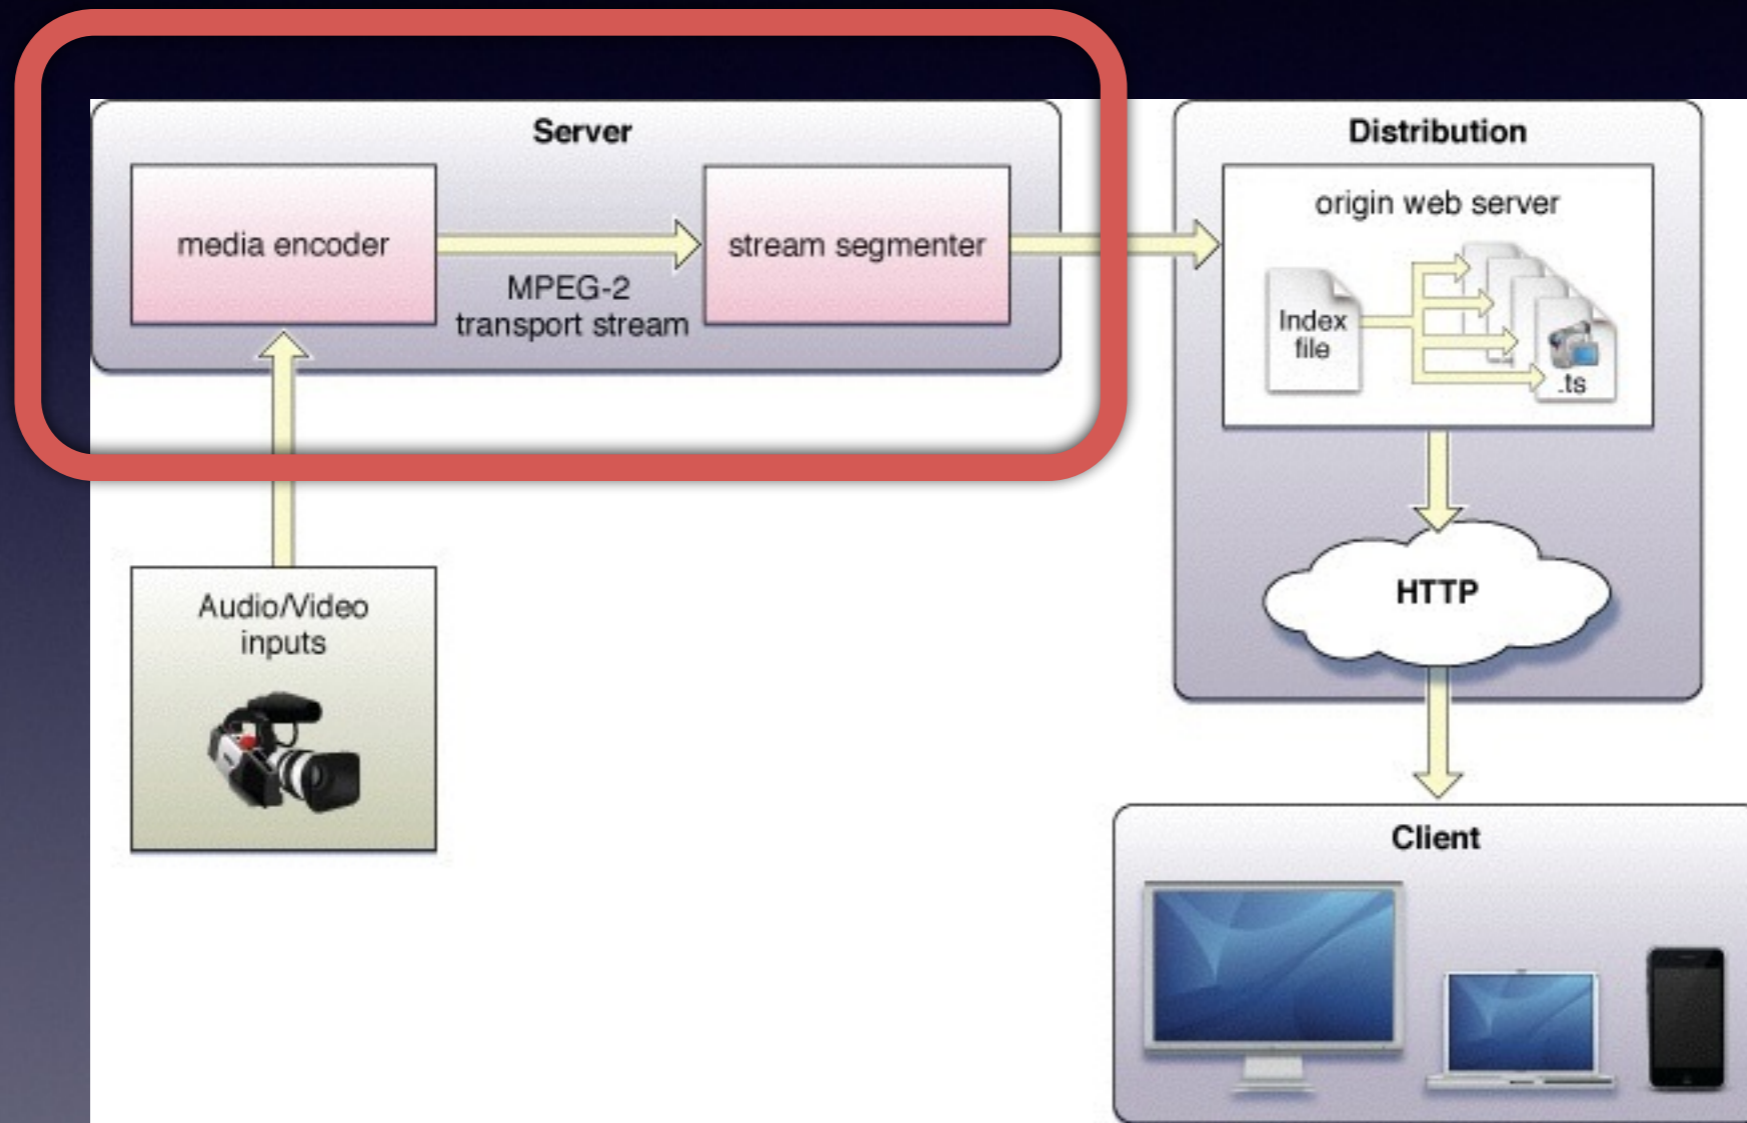 Server
media encoder
MPEG-2
transport stream
stream segmenter
Distribution
origin web server
Index
file
.ts
HTTP
Audio/Video
inputs
Client